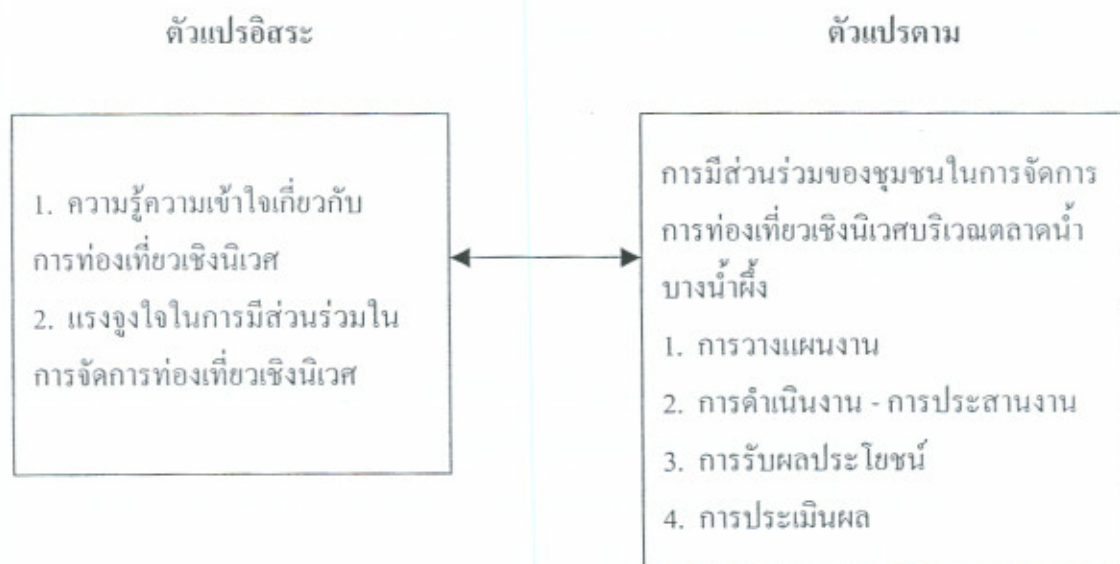 ตัวแปรอิสระ
ตัวแปรตาม
1. ความรู้ความเข้าใจเกี่ยวกับ
การท่องเที่ยวเชิงนิเวศ
2. แรงจูงใจในการมีส่วนร่วมใน
การจัดการท่องเที่ยวเชิงนิเวศ
การมีส่วนร่วมของชุมชนในการจัดการ
การท่องเที่ยวเชิงนิเวศบริเวณตลาดน้ำ
บางน้ำผึ้ง
1. การวางแผนงาน
2. การดำเนินงาน - การประสานงาน
3. การรับผลประโยชน์
4. การประเมินผล